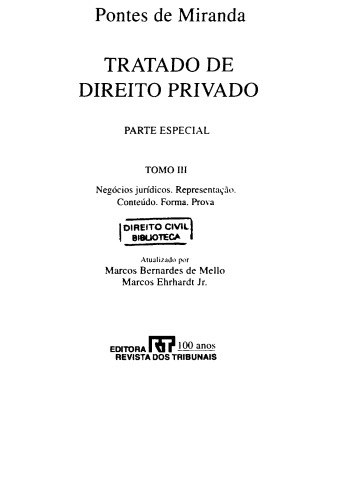 Pontes de Miranda
TRATADO DE
DIREITO PRIVADO
PARTE ESPECIAL
TOMO III
Negócios jurídicos. Representação.
Conteúdo. Forma. Prova
DIREITO CIVIL
BIBLIOTECA
Atualizado por
Marcos Bernardes de Mello
Marcos Ehrhardt Jr.
EDITORA RT 100 anos
REVISTA DOS TRIBUNAIS